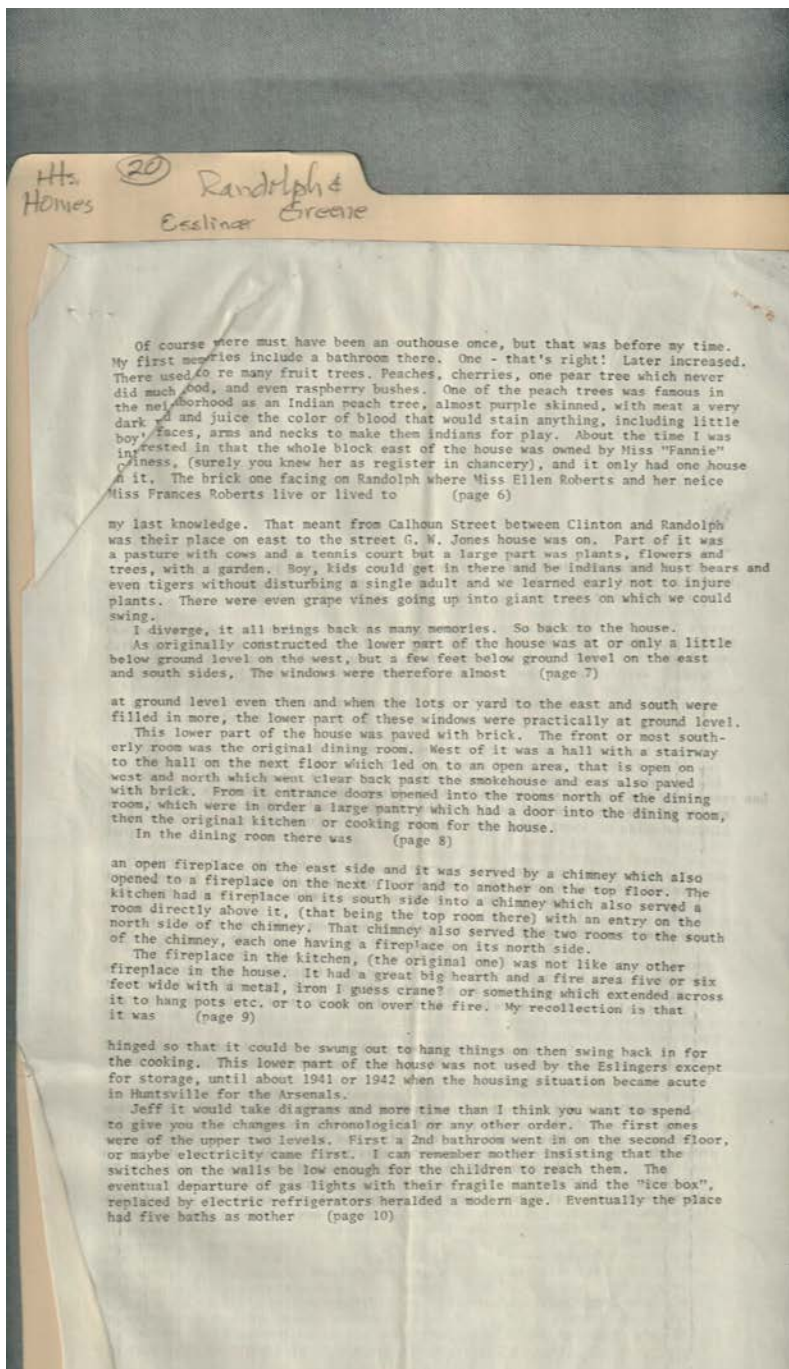 Hts. 20 Randolph &
Homes Esslinger Greene
Of course there must have been an outhouse once, but that was before my time.
My first memories include a bathroom there. One - that's right! Later increased.
There used to re many fruit trees. Peaches, cherries, one pear tree which never
did much good, and even raspberry bushes. One of the peach trees was famous in
the neighborhood as an Indian peach tree, almost purple skinned, with meat a very
dark red and juice the color of blood that would stain anything, including little
boy' faces, arms and necks to make them indians for play. About the time I was
interested in that the whole block east of the house was owned by Miss "Fannie"
iness, (surely you knew her as register in chancery), and it only had one house
n it. The brick one facing on Randolph where Miss Ellen Roberts and her neice
Miss Frances Roberts live or lived to (page 6)
my last knowledge. That meant from Calhoun Street between Clinton and Randolph
was their place on east to the street G. W. Jones house was on. Part of it was
a pasture with cows and a tennis court but a large part was plants, flowers and
trees, with a garden. Boy, kids could get in there and be indians and hust bears and
even tigers without disturbing a single adult and we learned early not to injure
plants. There were even grape vines going up into giant trees on which we could
swing.
I diverge, it all brings back as many memories. So back to the house.
As originally constructed the lower part of the house was at or only a little
below ground level on the west, but a few feet below ground level on the east
and south sides, The windows were therefore almost (page 7)
at ground level even then and when the lots or yard to the east and south were
filled in more, the lower part of these windows were practically at ground level.
This lower part of the house was paved with brick. The front or most south-
erly room was the original dining room. West of it was a hall with a stairway
to the hall on the next floor which led on to an open area, that is open on
west and north which went clear back past the smokehouse and eas also paved
with brick. From it entrance doors opened into the rooms north of the dining
room, which were in order a large pantry which had a door into the dining room,
then the original kitchen or cooking room for the house.
In the dining room there was (page 8)
an open fireplace on the east side and it was served by a chimney which also
opened to a fireplace on the next floor and to another on the top floor. The
kitchen had a fireplace on its south side into a chimney which also served a
room directly above it, (that being the top room there) with an entry on the
north side of the chimney. That chimney also served the two rooms to the south
of the chimney, each one having a fireplace on its north side.
The fireplace in the kitchen, (the original one) was not like any other
fireplace in the house. It had a great big hearth and a fire area five or six
feet wide with a metal, iron I guess crane? or something which extended across
it to hang pots etc. or to cook on over the fire. My recollection is that
it was (page 9)
hinged so that it could be swung out to hang things on then swing back in for
the cooking. This lower part of the house was not used by the Eslingers except
for storage, until about 1941 or 1942 when the housing situation became acute
in Huntsville for the Arsenals.
Jeff it would take diagrams and more time than I think you want to spend
to give you the changes in chronological or any other order. The first ones
were of the upper two levels. First a 2nd bathroom went in on the second floor,
or maybe electricity came first. I can remember mother insisting that the
switches on the walls be low enough for the children to reach them. The
eventual departure of gas lights with their fragile mantels and the "ice box",
replaced by electric refrigerators heralded a modern age. Eventually the place
had five baths as mother (page 10)